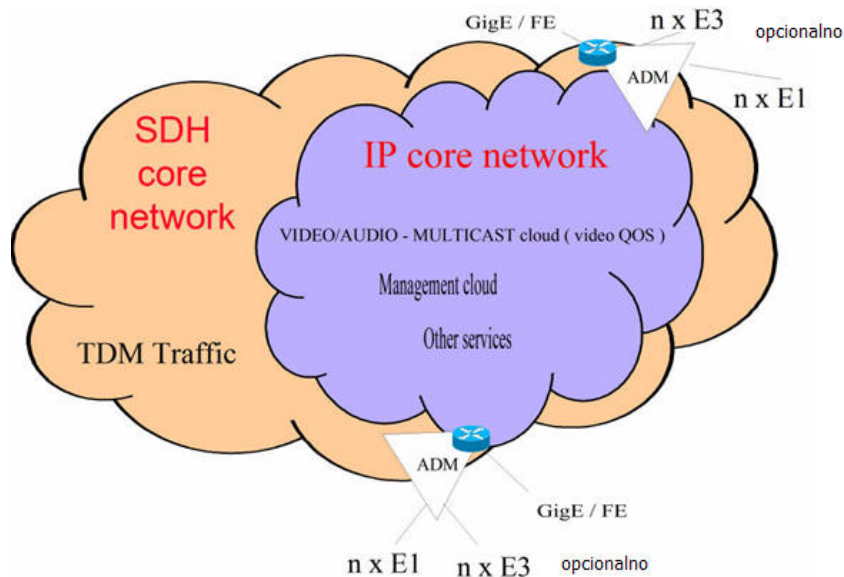 GigE / FE
n x E3
opcionalno
ADM
n x E1
SDH
core
network
IP core network
VIDEO/AUDIO - MULTICAST cloud ( video QOS )
Management cloud
Other services
TDM Traffic
ADM
GigE / FE
n x E1
n x E3
opcionalno